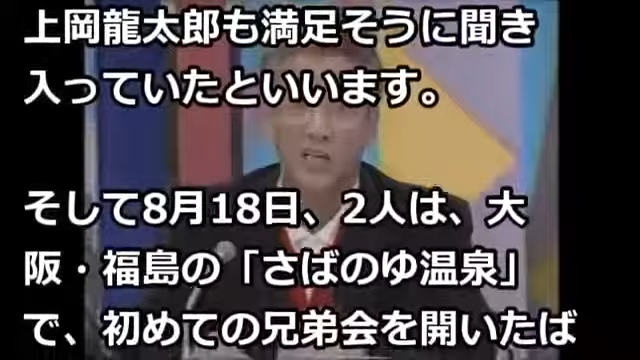 上岡龍太郎も満足そうに聞き
入っていたといいます。
そして8月18日、2人は、大
阪・福島の「さばのゆ温泉」
で、初めての兄弟会を開いたば